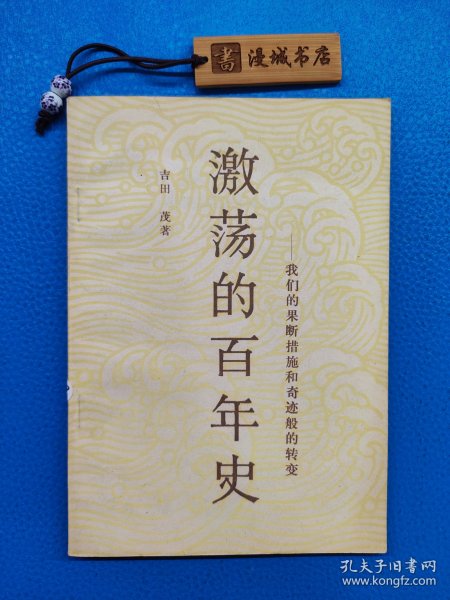 書 漫城书店
激荡的百年史
——我们的果断措施和奇迹般的转变
吉田 茂著
孔夫子旧书网
www.kongfz.com